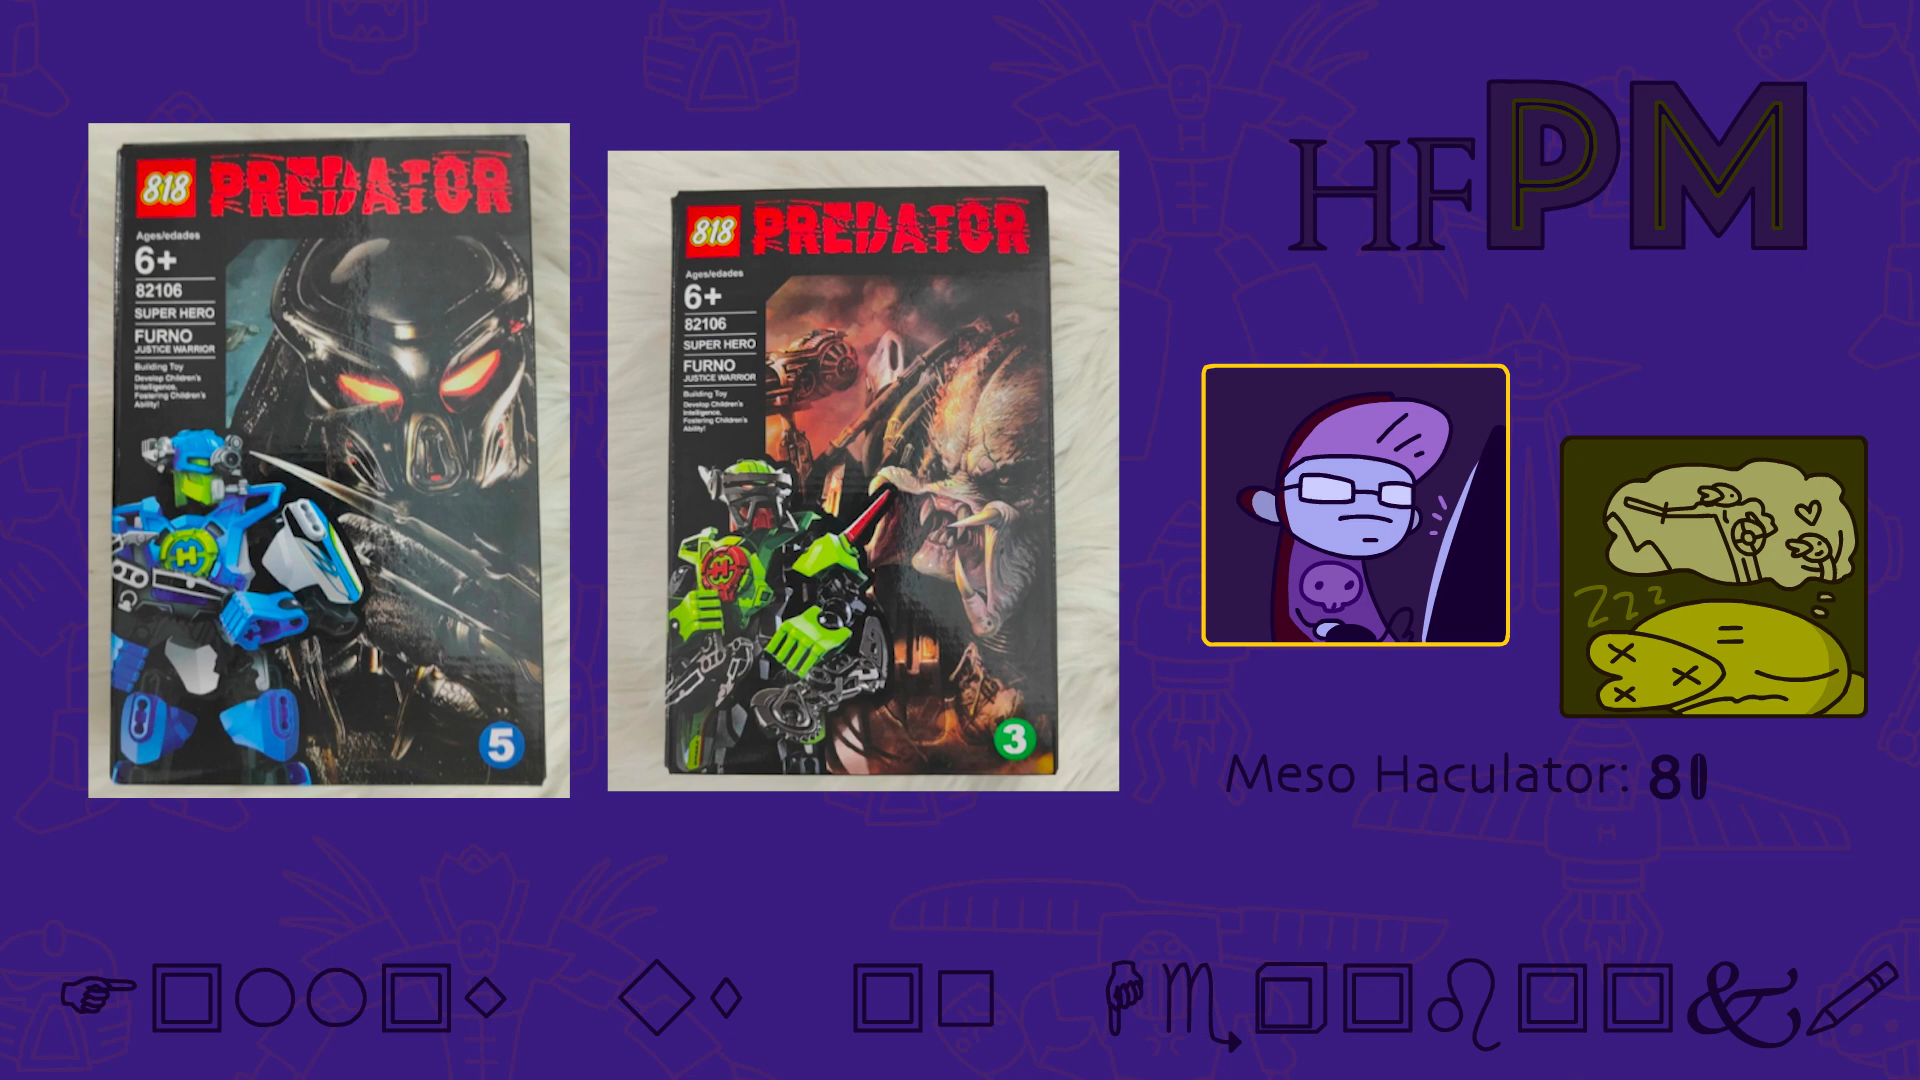 818 PREDATOR
Ages/edades
6+
82106
SUPER HERO
FURNO
JUSTICE WARRIOR
Building Toy
Develop Children's
Intelligence,
Fostering Children's
Ability!
5
818 PREDATOR
Ages/edades
6+
82106
SUPER HERO
FURNO
JUSTICE WARRIOR
Building Toy
Develop Children's
Intelligence,
Fostering Children's
Ability!
3
HFPM
Zzz
Meso Haculator: